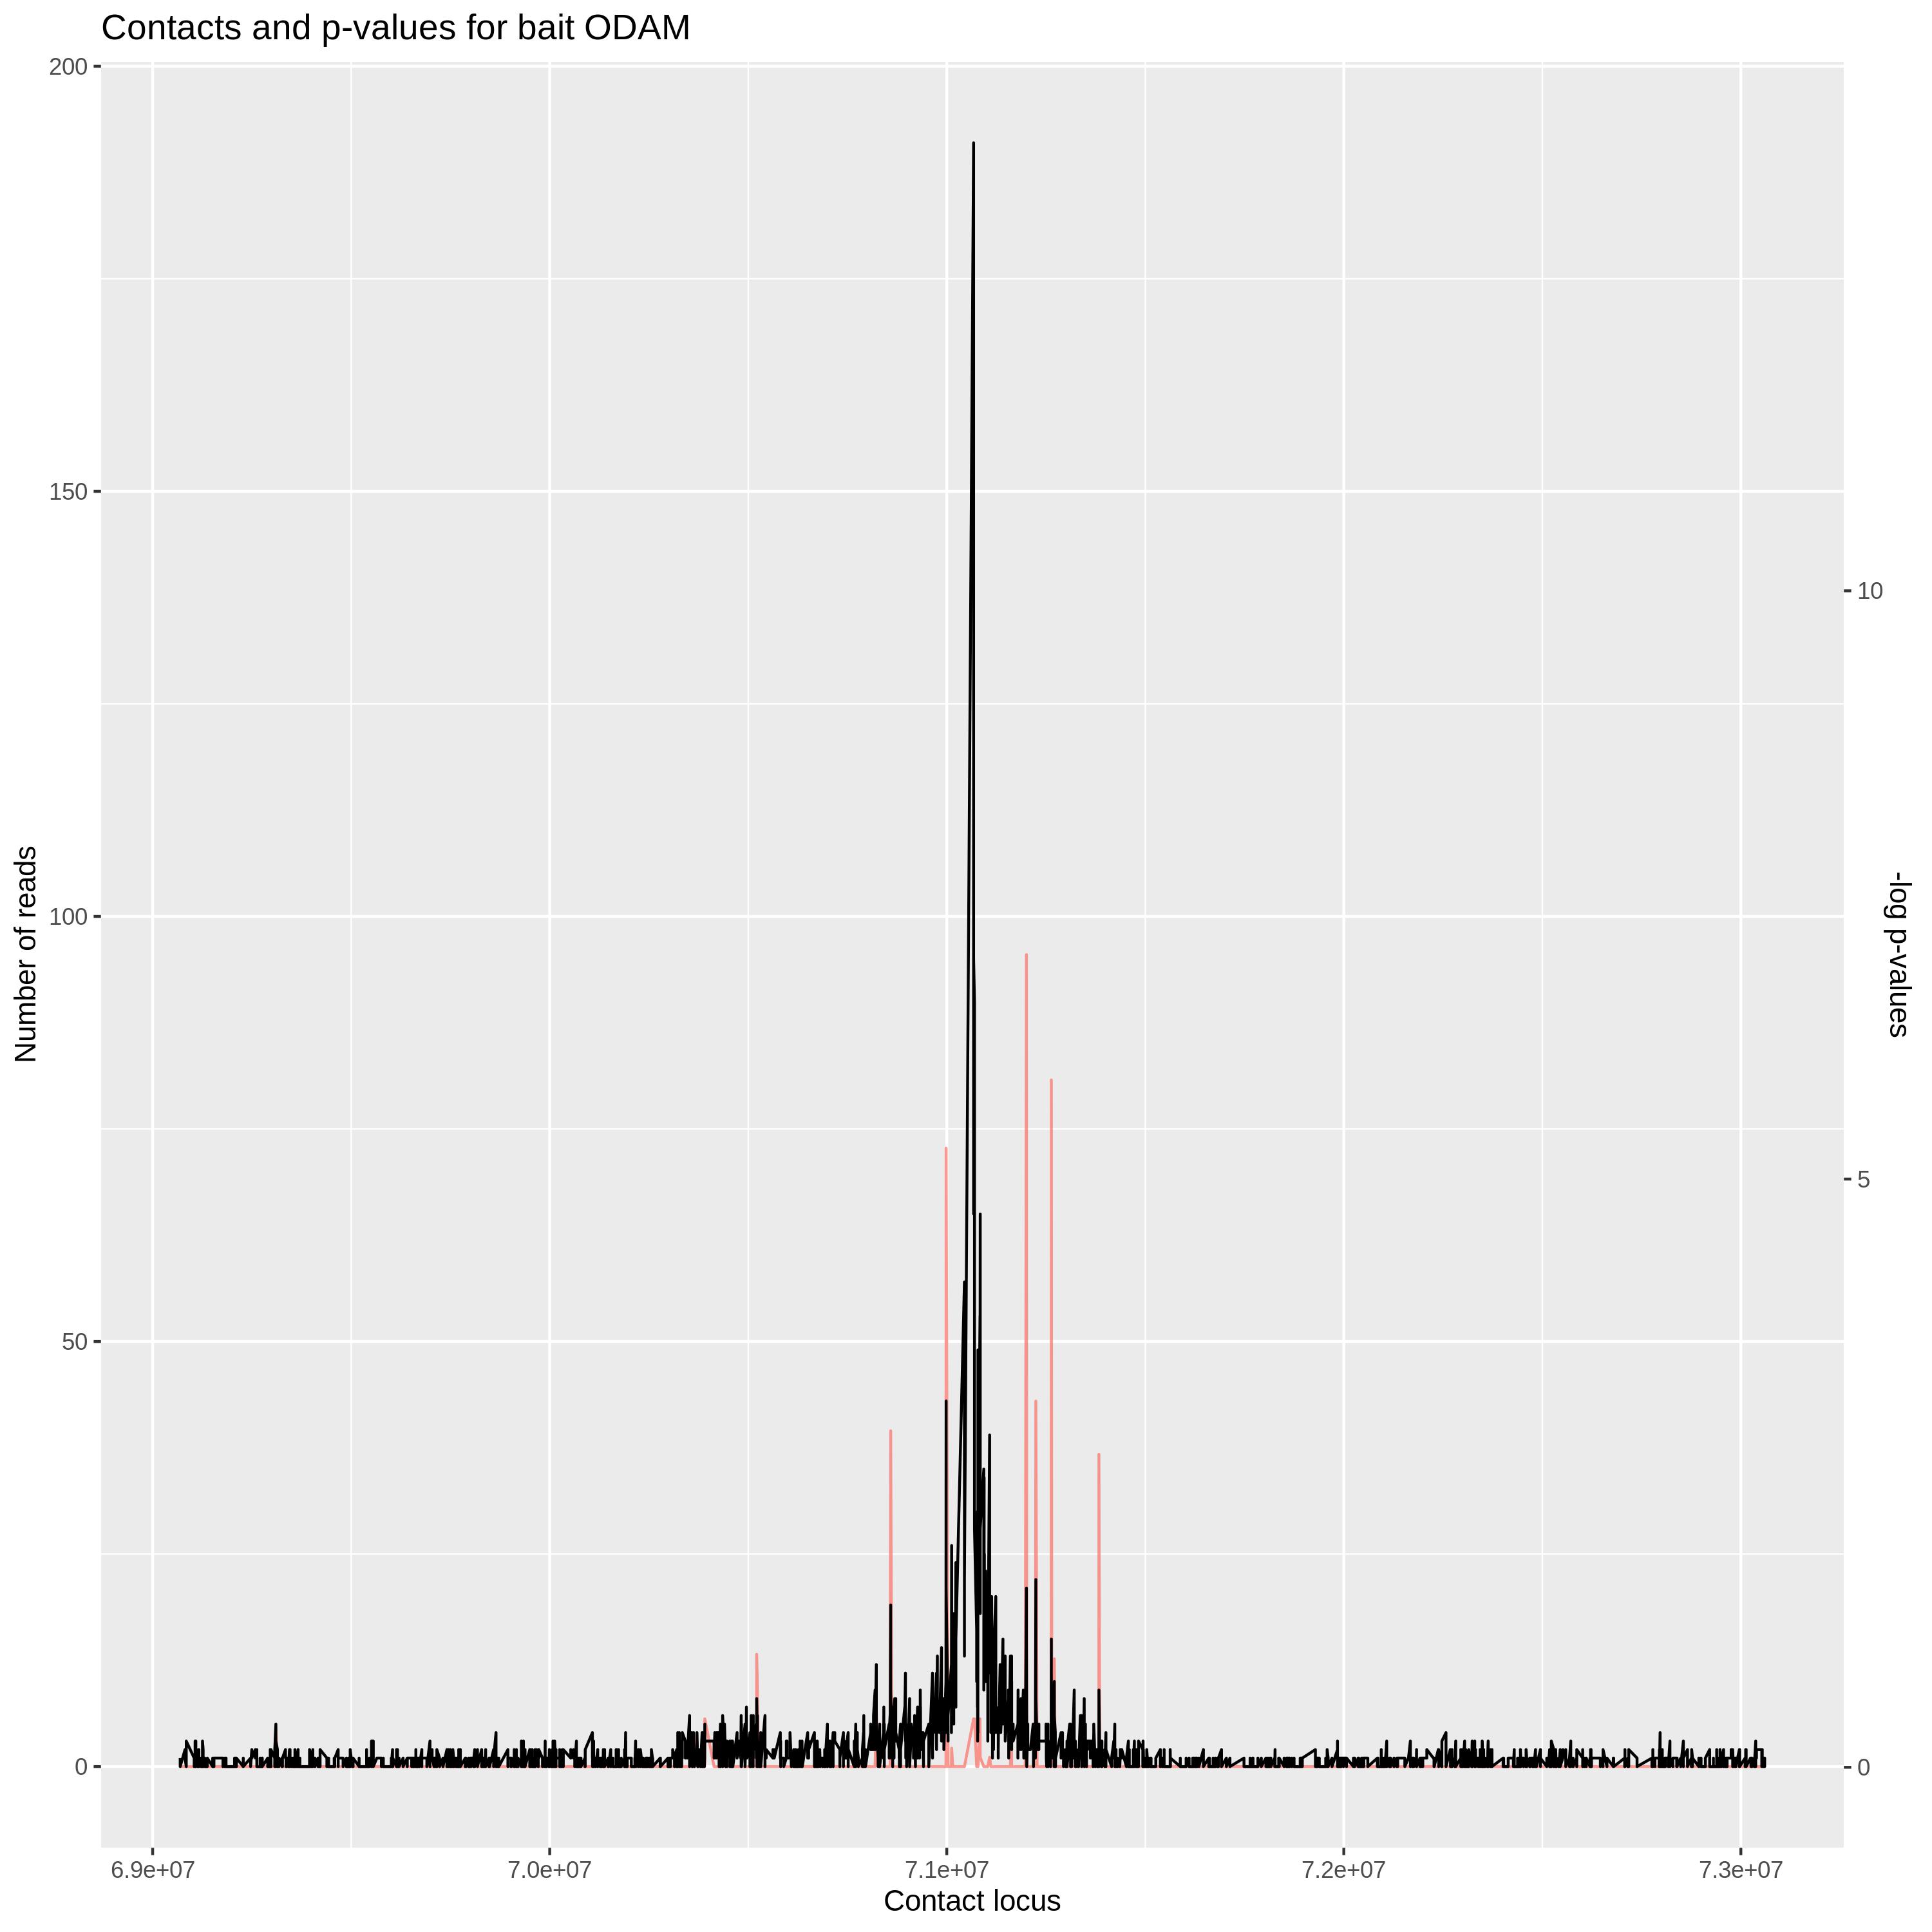 Contacts and p-values for bait ODAM
200
150
100
50
0
Number of reads
10
5
0
-log p-values
6.9e+07 7.0e+07 7.1e+07 7.2e+07 7.3e+07
Contact locus